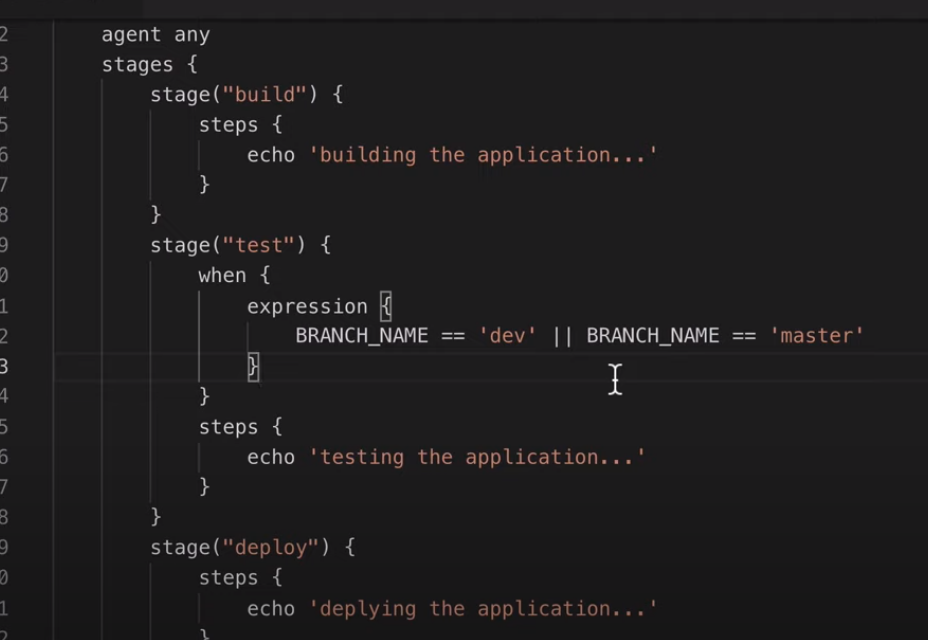 2 agent any
3 stages {
4 stage("build") {
5 steps {
6 echo 'building the application...'
7 }
8 }
9 stage("test") {
0 when {
1 expression {
2 BRANCH_NAME == 'dev' || BRANCH_NAME == 'master'
3 }
4 }
5 steps {
6 echo 'testing the application...'
7 }
8 }
9 stage("deploy") {
0 steps {
1 echo 'deplying the application...'
2 }